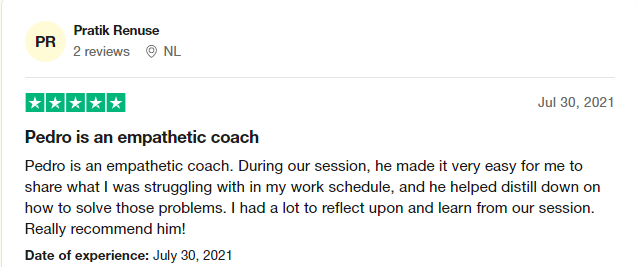 PR
Pratik Renuse
2 reviews NL
Jul 30, 2021
Pedro is an empathetic coach
Pedro is an empathetic coach. During our session, he made it very easy for me to
share what I was struggling with in my work schedule, and he helped distill down on
how to solve those problems. I had a lot to reflect upon and learn from our session.
Really recommend him!
Date of experience: July 30, 2021